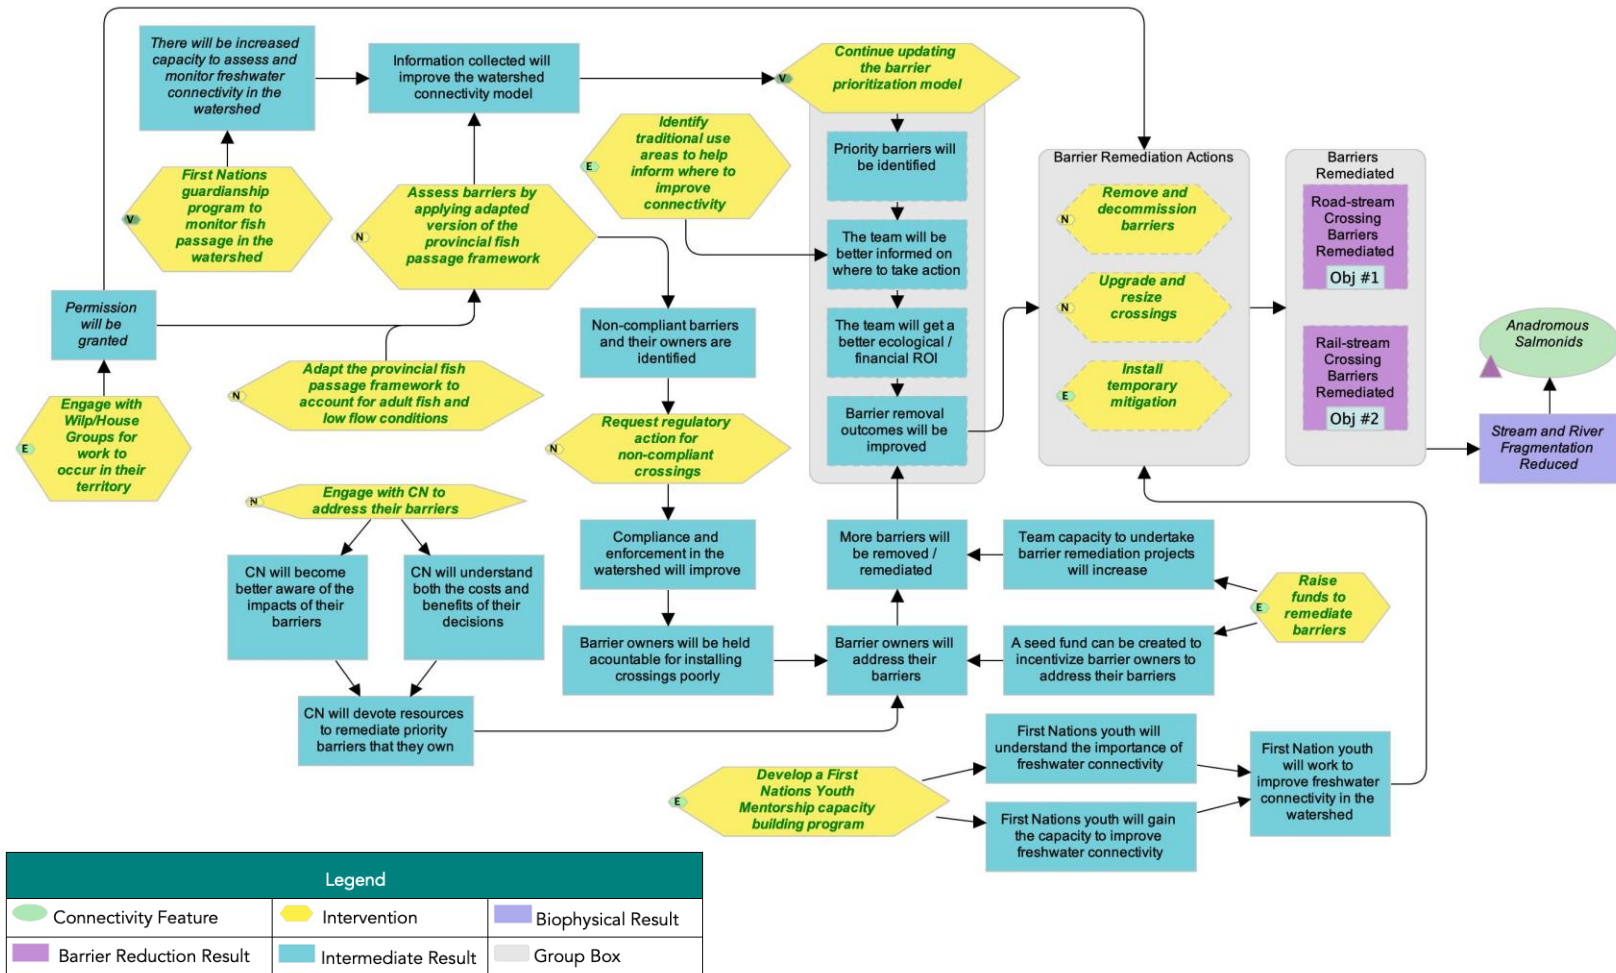 There will be increased
capacity to assess and
monitor freshwater
connectivity in the
watershed
Information collected will
improve the watershed
connectivity model
Continue updating
the barrier
prioritization model
V
Identify
traditional use
areas to help
inform where to
improve
connectivity
E
Priority barriers will
be identified
Barrier Remediation Actions
Barriers
Remediated
First Nations
guardianship
program to
monitor fish
passage in the
watershed
V
Assess barriers by
applying adapted
version of the
provincial fish
passage framework
N
The team will be
better informed on
where to take action
Remove and
decommission
barriers
N
Road-stream
Crossing
Barriers
Remediated
Obj #1
Permission
will be
granted
Non-compliant barriers
and their owners are
identified
The team will get a
better ecological /
financial ROI
Upgrade and
resize
crossings
N
Rail-stream
Crossing
Barriers
Remediated
Obj #2
Anadromous
Salmonids
Adapt the provincial fish
passage framework to
account for adult fish and
low flow conditions
N
Install
temporary
mitigation
E
Engage with
Wilp/House
Groups for
work to
occur in their
territory
E
Request regulatory
action for
non-compliant
crossings
N
Barrier removal
outcomes will be
improved
Stream and River
Fragmentation
Reduced
Engage with CN to
address their barriers
N
Compliance and
enforcement in the
watershed will improve
More barriers will
be removed /
remediated
Team capacity to undertake
barrier remediation projects
will increase
CN will become
better aware of the
impacts of their
barriers
CN will understand
both the costs and
benefits of their
decisions
Raise
funds to
remediate
barriers
E
Barrier owners will be held
acountable for installing
crossings poorly
Barrier owners will
address their
barriers
A seed fund can be created to
incentivize barrier owners to
address their barriers
CN will devote resources
to remediate priority
barriers that they own
First Nations youth will
understand the importance of
freshwater connectivity
First Nation youth
will work to
improve freshwater
connectivity in the
watershed
Develop a First
Nations Youth
Mentorship capacity
building program
E
First Nations youth will gain
the capacity to improve
freshwater connectivity
Legend
Connectivity Feature
Intervention
Biophysical Result
Barrier Reduction Result
Intermediate Result
Group Box